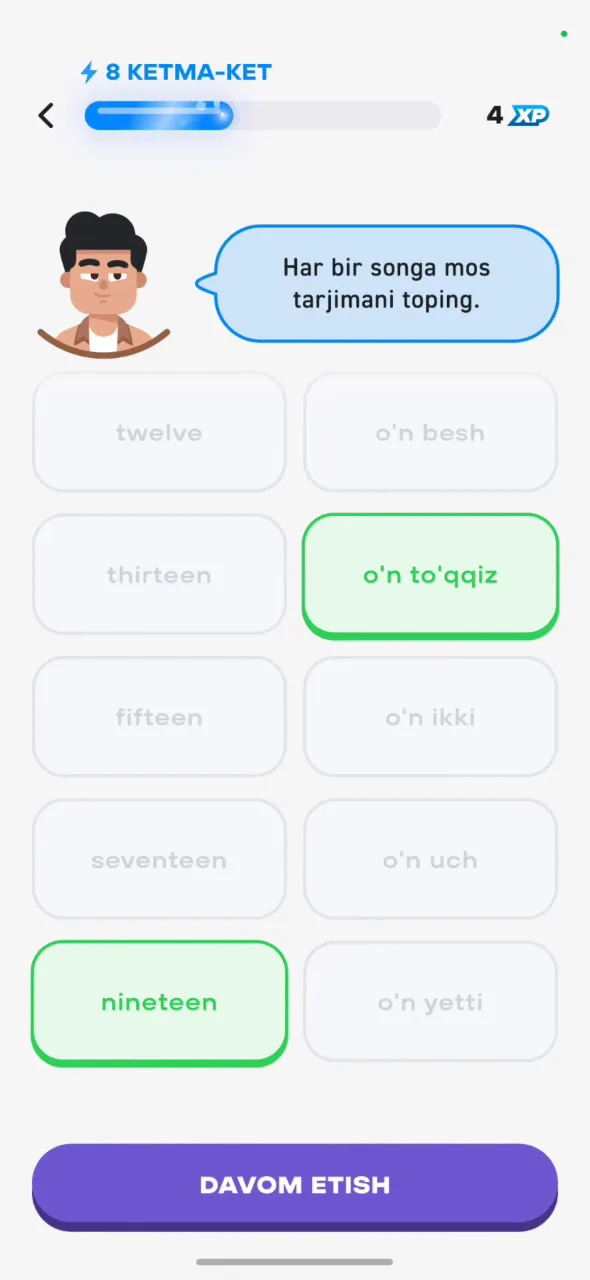 8 KETMA-KET
4 XP
Har bir songa mos
tarjimani toping.
twelve
o'n besh
thirteen
o'n to'qqiz
fifteen
o'n ikki
seventeen
o'n uch
nineteen
o'n yetti
DAVOM ETISH